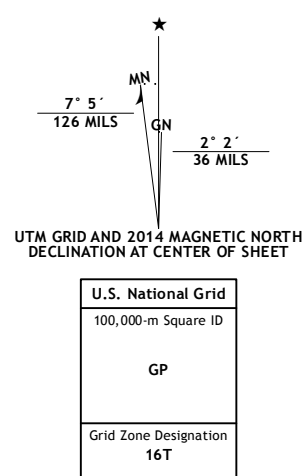 ★
MN
GN
7° 5´
126 MILS
2° 2´
36 MILS
UTM GRID AND 2014 MAGNETIC NORTH
DECLINATION AT CENTER OF SHEET
U.S. National Grid
100,000-m Square ID
GP
Grid Zone Designation
16T